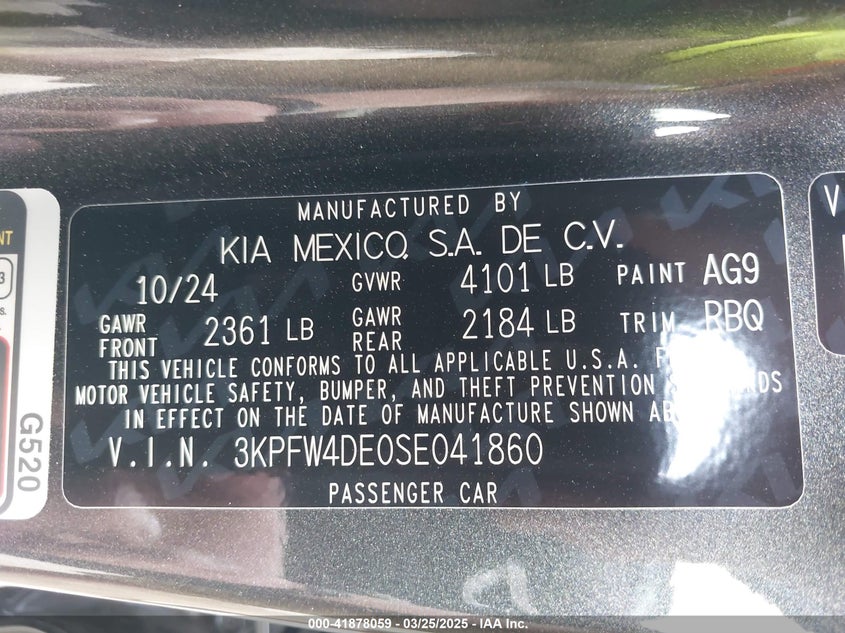 MANUFACTURED BY
KIA MEXICO, S.A. DE C.V.
10/24 GVWR 4101 LB PAINT AG9
GAWR FRONT 2361 LB GAWR REAR 2184 LB TRIM RBQ
THIS VEHICLE CONFORMS TO ALL APPLICABLE U.S.A.
MOTOR VEHICLE SAFETY, BUMPER, AND THEFT PREVENTION
IN EFFECT ON THE DATE OF MANUFACTURE SHOWN
V.I.N. 3KPFW4DE0SE041860
PASSENGER CAR
G520
000-41878059 — 03/25/2025 — IAA Inc.